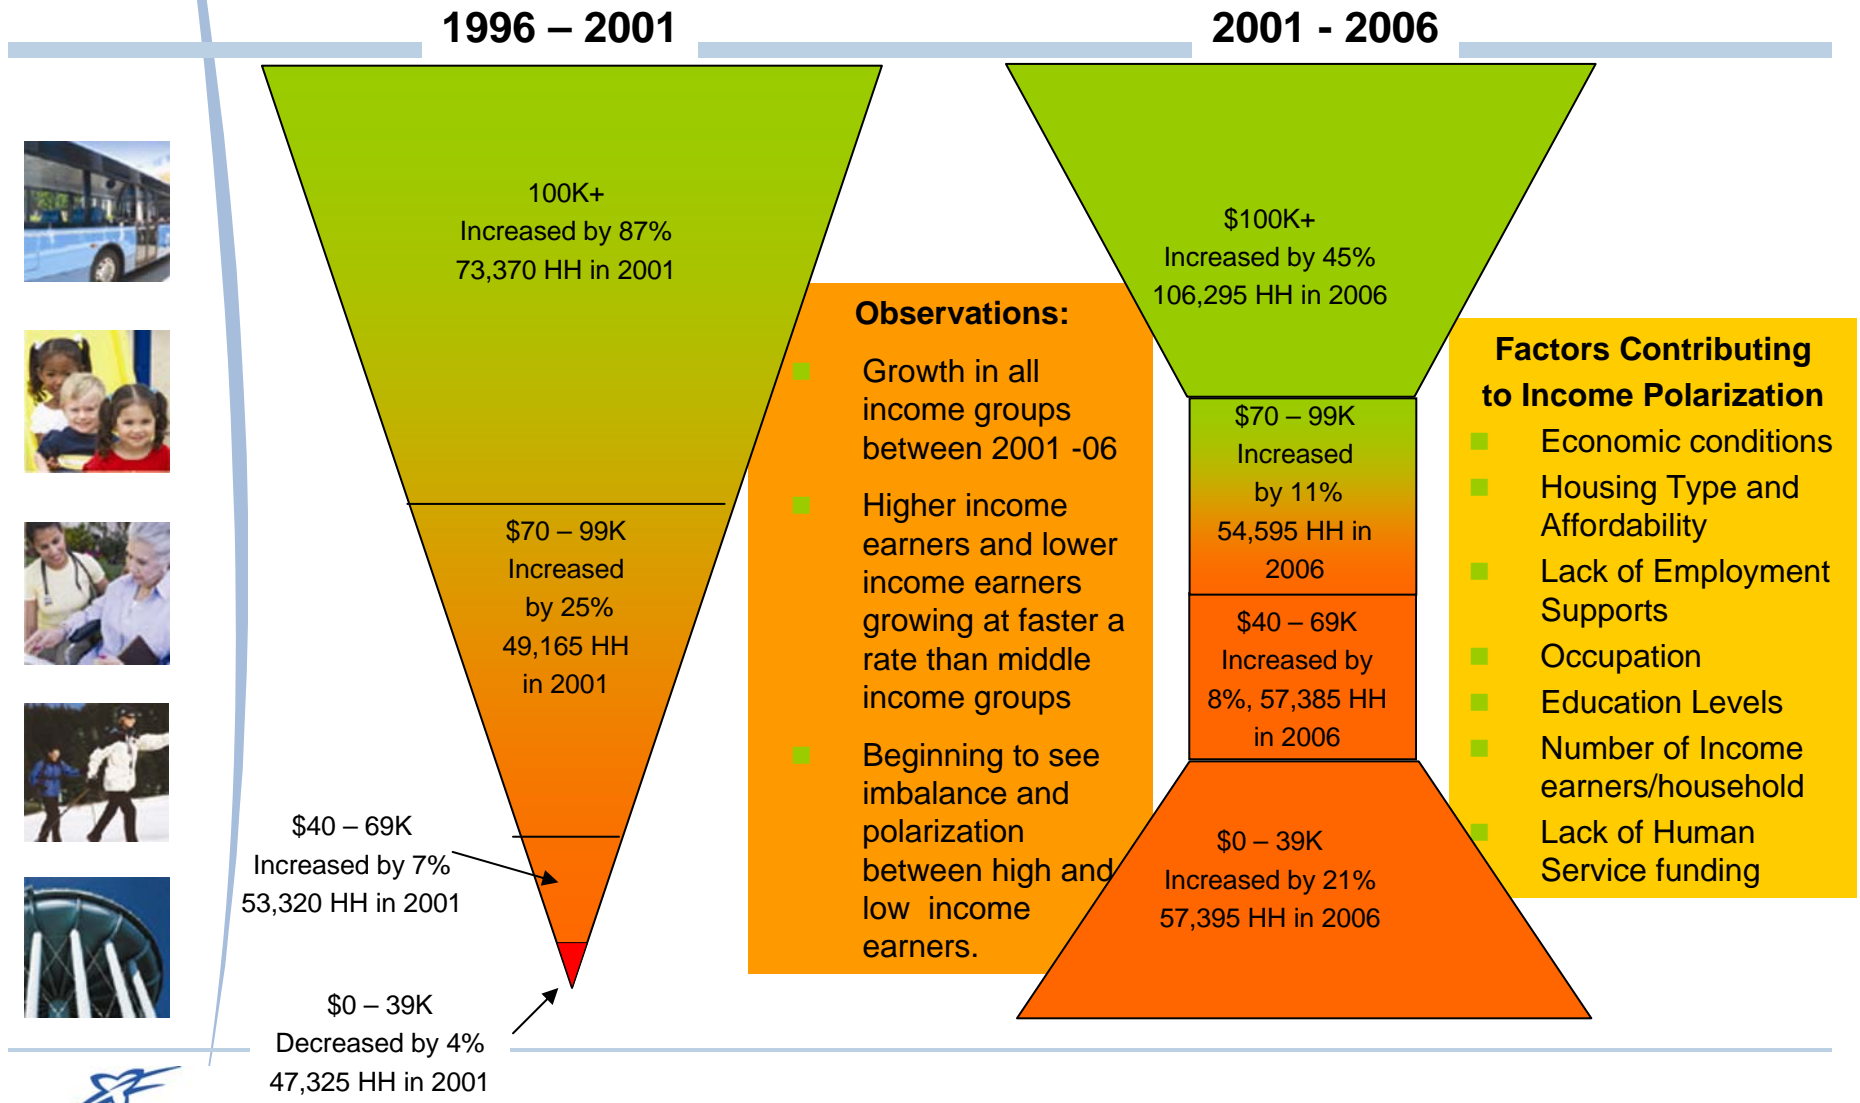 1996 – 2001
100K+
Increased by 87%
73,370 HH in 2001
$70 – 99K
Increased
by 25%
49,165 HH
in 2001
$40 – 69K
Increased by 7%
53,320 HH in 2001
$0 – 39K
Decreased by 4%
47,325 HH in 2001
Observations:
Growth in all
income groups
between 2001 -06
Higher income
earners and lower
income earners
growing at faster a
rate than middle
income groups
Beginning to see
imbalance and
polarization
between high and
low  income
earners.
2001 - 2006
$100K+
Increased by 45%
106,295 HH in 2006
$70 – 99K
Increased
by 11%
54,595 HH in
2006
$40 – 69K
Increased by
8%, 57,385 HH
in 2006
$0 – 39K
Increased by 21%
57,395 HH in 2006
Factors Contributing
to Income Polarization
Economic conditions
Housing Type and
Affordability
Lack of Employment
Supports
Occupation
Education Levels
Number of Income
earners/household
Lack of Human
Service funding